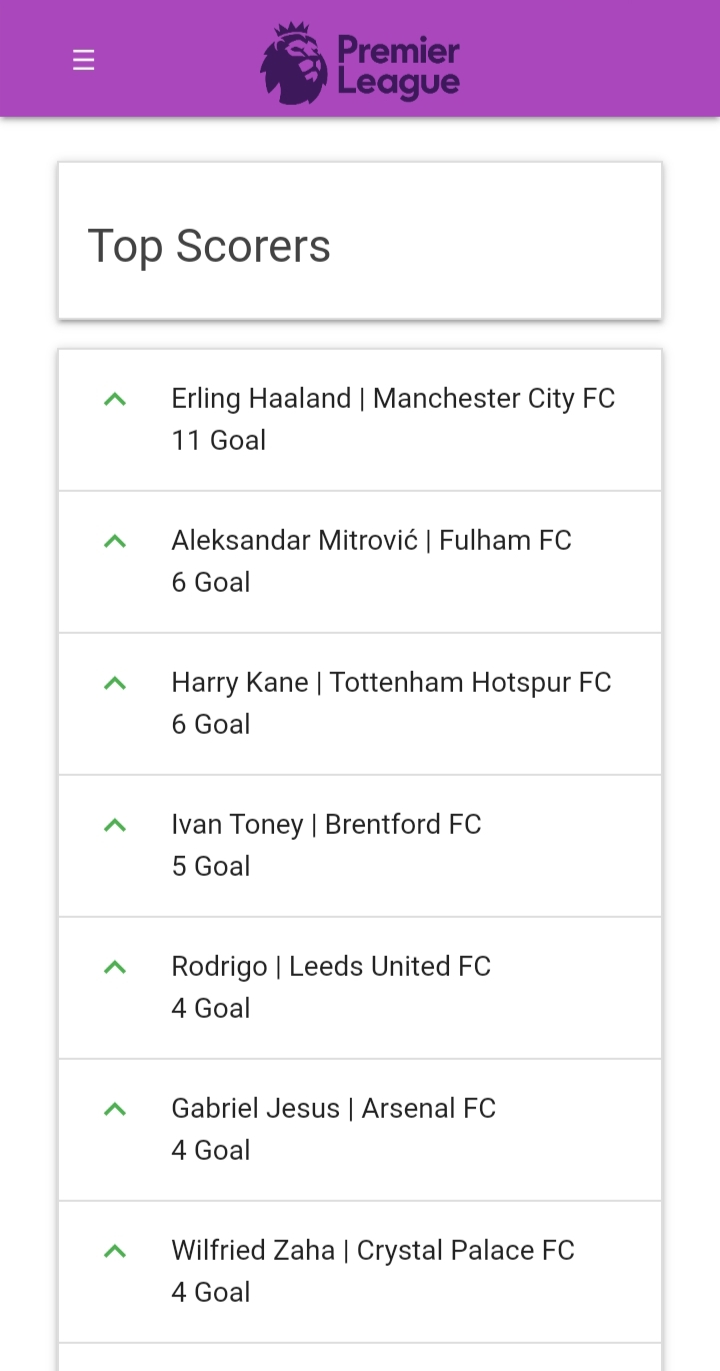 Premier
League
Top Scorers
Erling Haaland | Manchester City FC
11 Goal
Aleksandar Mitrović | Fulham FC
6 Goal
Harry Kane | Tottenham Hotspur FC
6 Goal
Ivan Toney | Brentford FC
5 Goal
Rodrigo | Leeds United FC
4 Goal
Gabriel Jesus | Arsenal FC
4 Goal
Wilfried Zaha | Crystal Palace FC
4 Goal